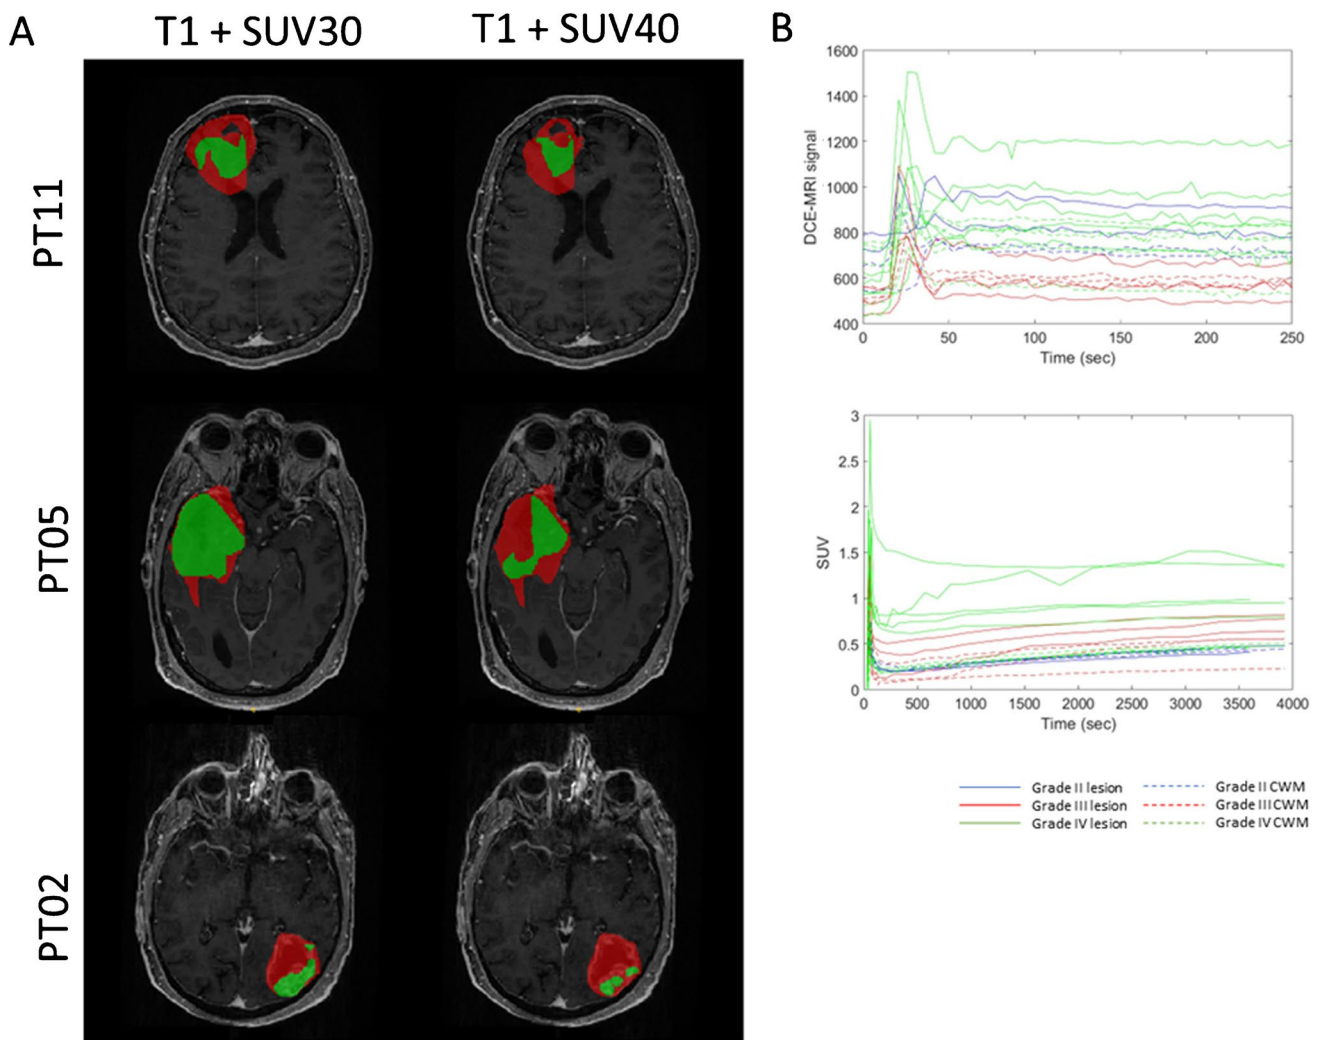 A
T1 + SUV30
T1 + SUV40
B
PT11
PT05
PT02
1600
1400
1200
1000
800
600
400
DCE-MRI signal
0 50 100 150 200 250
Time (sec)
3
2.5
2
1.5
1
0.5
0
SUV
0 500 1000 1500 2000 2500 3000 3500 4000
Time (sec)
Grade II lesion Grade II CWM
Grade III lesion Grade III CWM
Grade IV lesion Grade IV CWM